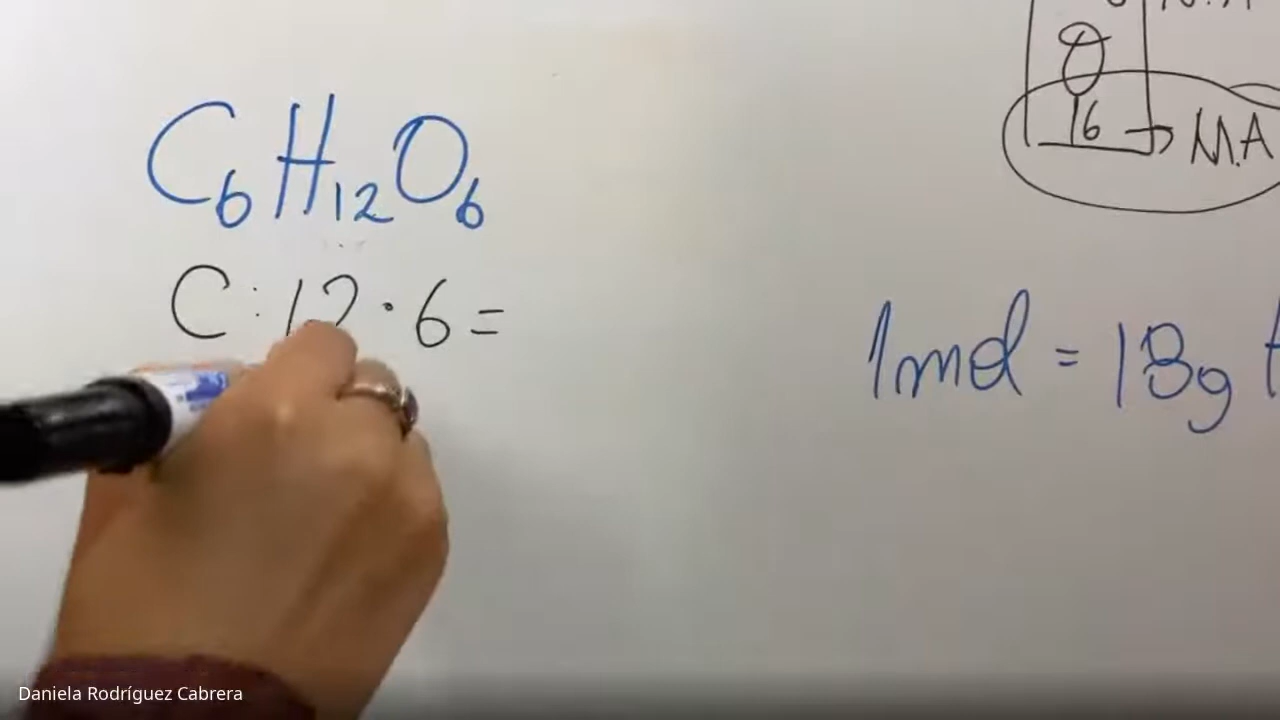 C6H12O6
C: 12 · 6 =
O
16 → M.A
1mol = 18g
Daniela Rodríguez Cabrera